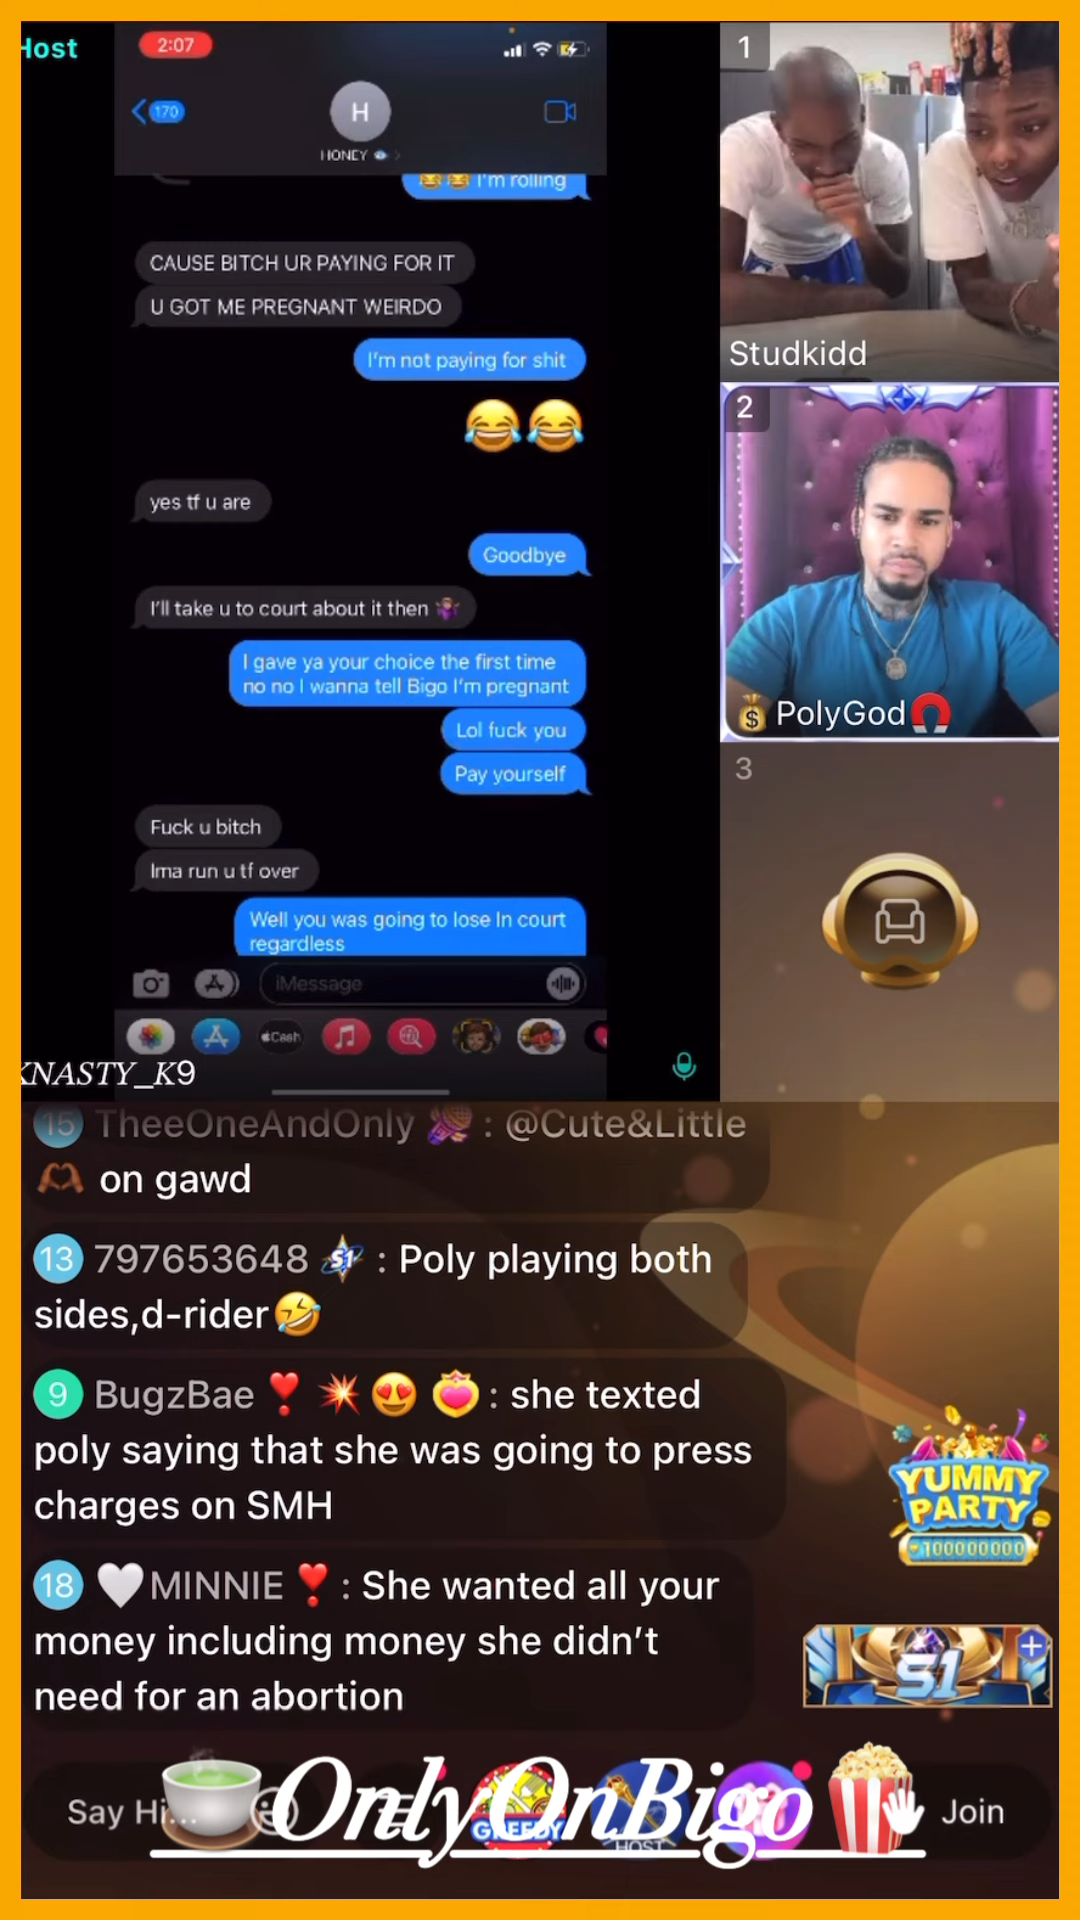 Host
2:07
170
H
HONEY 👁️ >
😂😂 I'm rolling
CAUSE BITCH UR PAYING FOR IT
U GOT ME PREGNANT WEIRDO
I'm not paying for shit
😂😂
yes tf u are
Goodbye
I'll take u to court about it then 🤷🏾‍♀️
I gave ya your choice the first time
no no I wanna tell Bigo I'm pregnant
Lol fuck you
Pay yourself
Fuck u bitch
Ima run u tf over
Well you was going to lose In court
regardless
iMessage
Cash
KNASTY_K9
1
Studkidd
2
💰PolyGod🧲
3
15 TheeOneAndOnly 🎤 : @Cute&Little
🫶🏾 on gawd
13 797653648 S1 : Poly playing both
sides,d-rider🤣
9 BugzBae ❣️ 💥 😍 : she texted
poly saying that she was going to press
charges on SMH
18 🤍MINNIE ❣️ : She wanted all your
money including money she didn't
need for an abortion
YUMMY
PARTY
100000000
S1
Say Hi...
GREEDY
HOST
Join
🍵OnlyOnBigo🍿